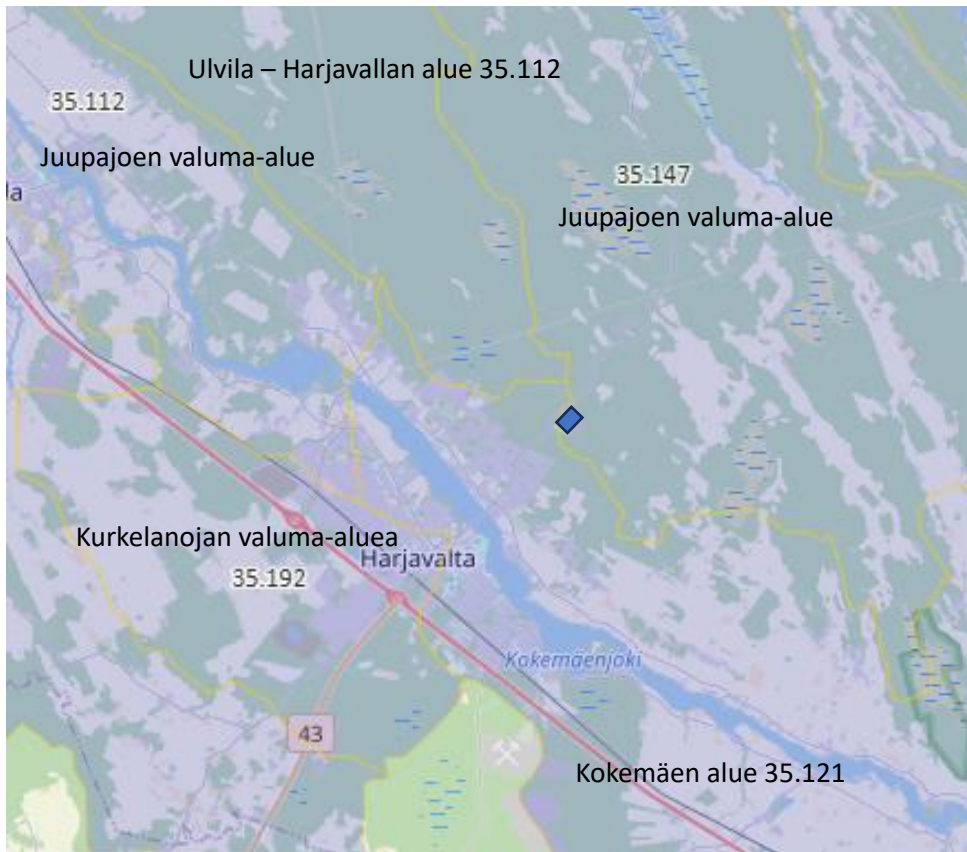 Ulvila – Harjavallan alue 35.112
35.112
Juupajoen valuma-alue
35.147
la
Juupajoen valuma-alue
Kurkelanojan valuma-aluea
Harjavalta
35.192
Kokemäenjoki
43
Kokemäen alue 35.121